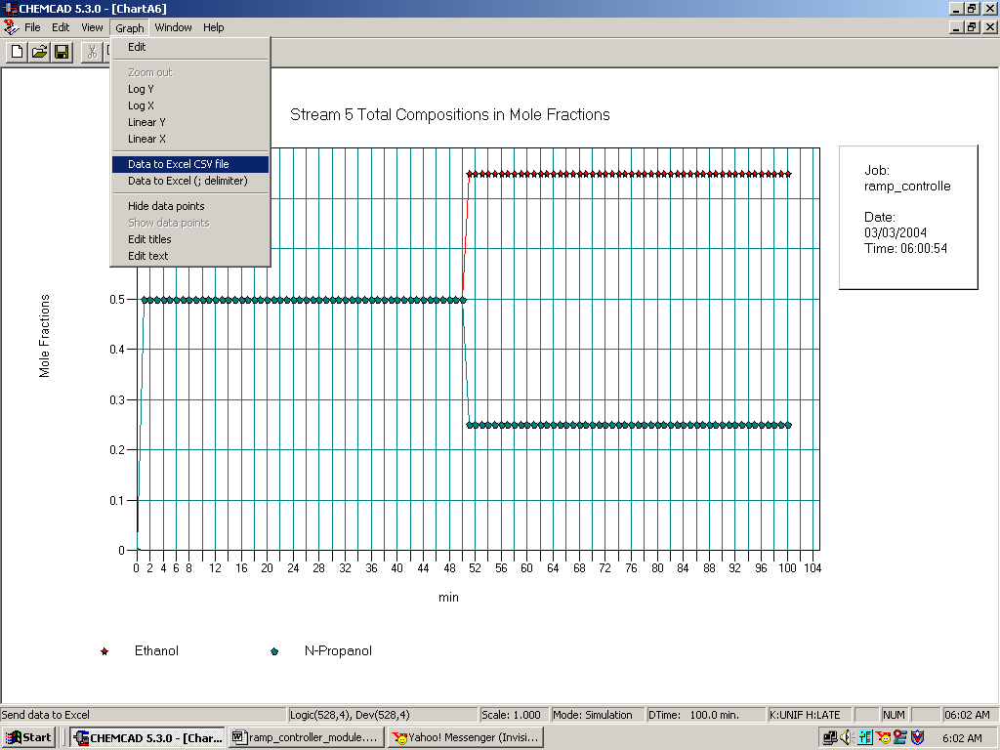 CHEMCAD 5.3.0 - [ChartA6]
File Edit View Graph Window Help
Edit
Zoom out
Log Y
Log X
Linear Y
Linear X
Data to Excel CSV file
Data to Excel (; delimiter)
Hide data points
Show data points
Edit titles
Edit text
Stream 5 Total Compositions in Mole Fractions
Job:
ramp_controlle
Date:
03/03/2004
Time: 06:00:54
Mole Fractions
0.5
0.4
0.3
0.2
0.1
0
0 2 4 6 8 12 16 20 24 28 32 36 40 44 48 52 56 60 64 68 72 76 80 84 88 92 96 100 104
min
Ethanol N-Propanol
Send data to Excel Logic(528,4), Dev(528,4) Scale: 1.000 Mode: Simulation DTime: 100.0 min. K:UNIF H:LATE NUM 06:02 AM
Start CHEMCAD 5.3.0 - [Char... ramp_controller_module.... Yahoo! Messenger (Invisi... 6:02 AM